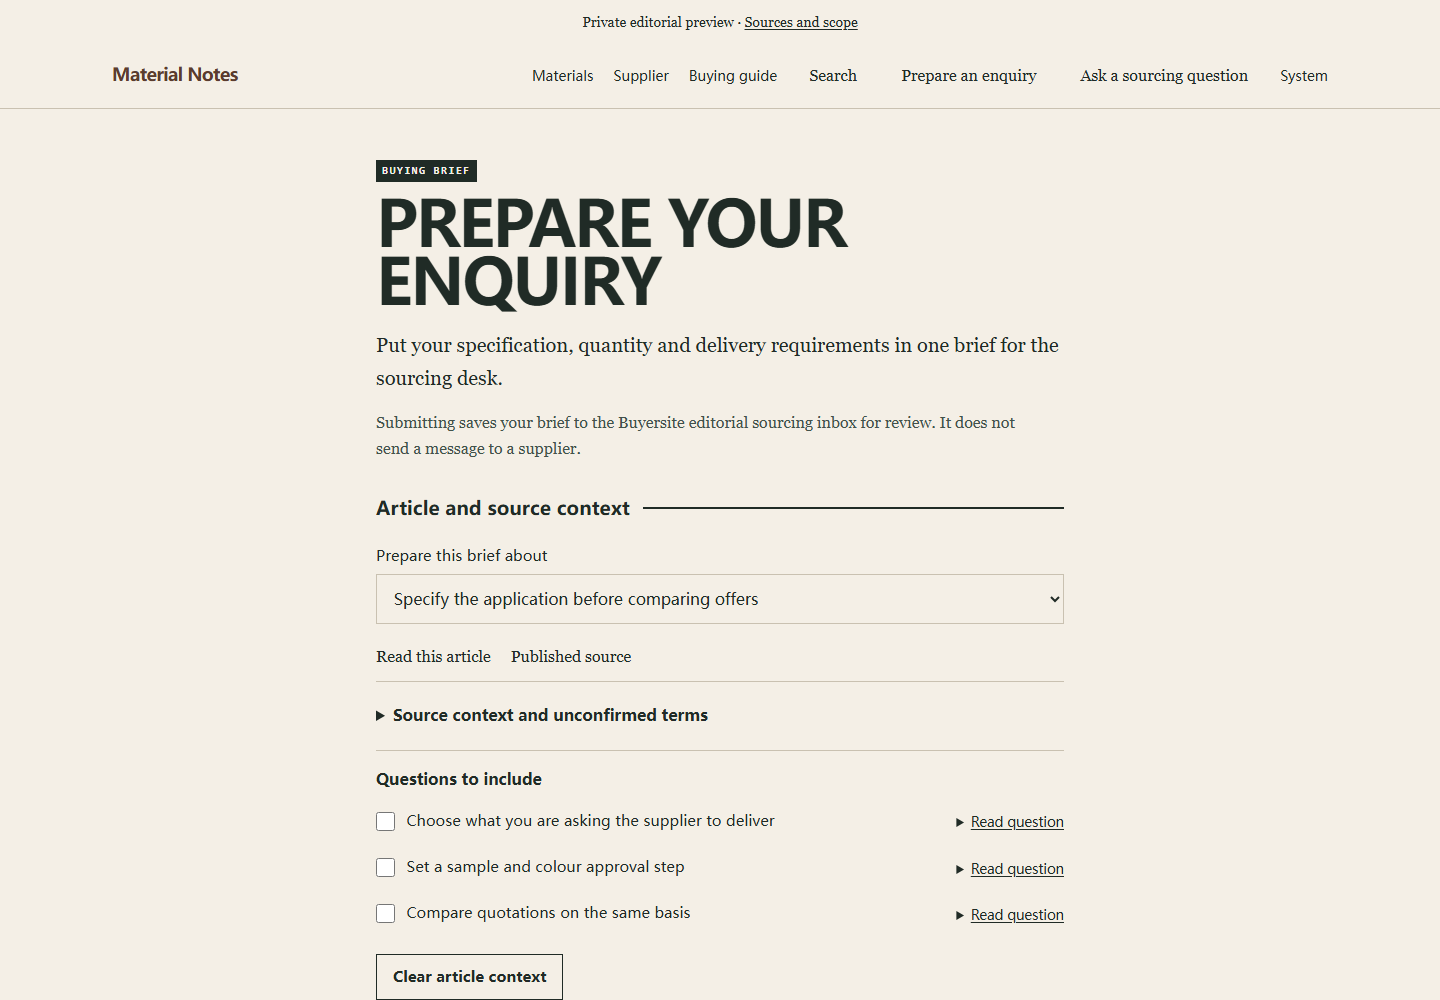 Private editorial preview · Sources and scope
Material Notes
Materials Supplier Buying guide Search Prepare an enquiry Ask a sourcing question System
BUYING BRIEF
PREPARE YOUR
ENQUIRY
Put your specification, quantity and delivery requirements in one brief for the
sourcing desk.
Submitting saves your brief to the Buyersite editorial sourcing inbox for review. It does not
send a message to a supplier.
Article and source context
Prepare this brief about
Specify the application before comparing offers
Read this article Published source
Source context and unconfirmed terms
Questions to include
Choose what you are asking the supplier to deliver Read question
Set a sample and colour approval step Read question
Compare quotations on the same basis Read question
Clear article context